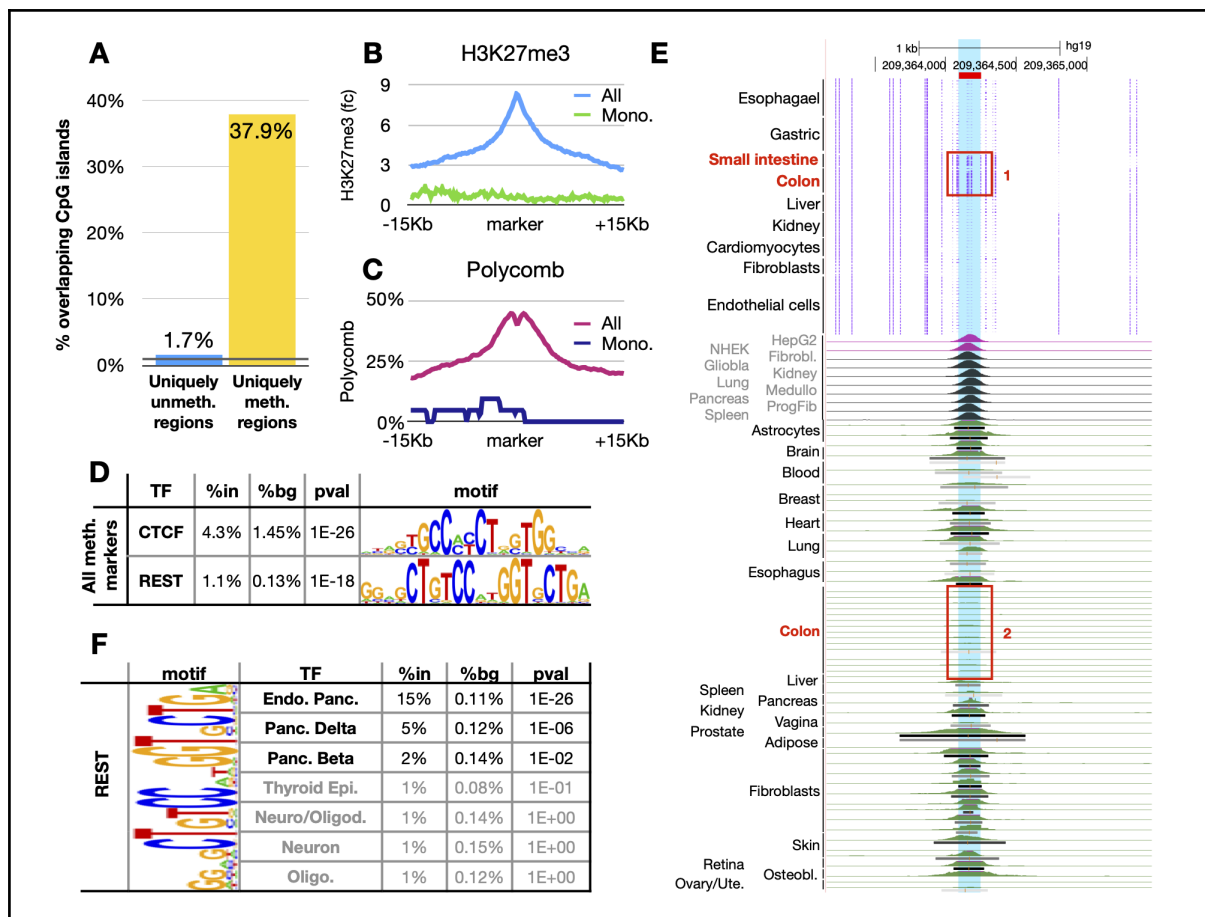 A
% overlapping CpG islands
40%
30%
20%
10%
0%
37.9%
1.7%
Uniquely
unmeth.
regions
Uniquely
meth.
regions
B
H3K27me3
H3K27me3 (fc)
9
6
3
0
All
Mono.
-15Kb
marker
+15Kb
C
Polycomb
Polycomb
50%
25%
0%
All
Mono.
-15Kb
marker
+15Kb
D
All meth.
markers
TF %in %bg pval motif
CTCF 4.3% 1.45% 1E-26
REST 1.1% 0.13% 1E-18
F
REST
motif TF %in %bg pval
Endo. Panc. 15% 0.11% 1E-26
Panc. Delta 5% 0.12% 1E-06
Panc. Beta 2% 0.14% 1E-02
Thyroid Epi. 1% 0.08% 1E-01
Neuro/Oligod. 1% 0.14% 1E+00
Neuron 1% 0.15% 1E+00
Oligo. 1% 0.12% 1E+00
E
1 kb
hg19
209,364,000
209,364,500
209,365,000
Esophagael
Gastric
Small intestine
Colon
1
Liver
Kidney
Cardiomyocytes
Fibroblasts
Endothelial cells
HepG2
NHEK
Fibrobl.
Gliobla
Kidney
Lung
Medullo
Pancreas
ProgFib
Spleen
Astrocytes
Brain
Blood
Breast
Heart
Lung
Esophagus
Colon
2
Liver
Spleen
Pancreas
Kidney
Vagina
Prostate
Adipose
Fibroblasts
Skin
Retina
Osteobl.
Ovary/Ute.